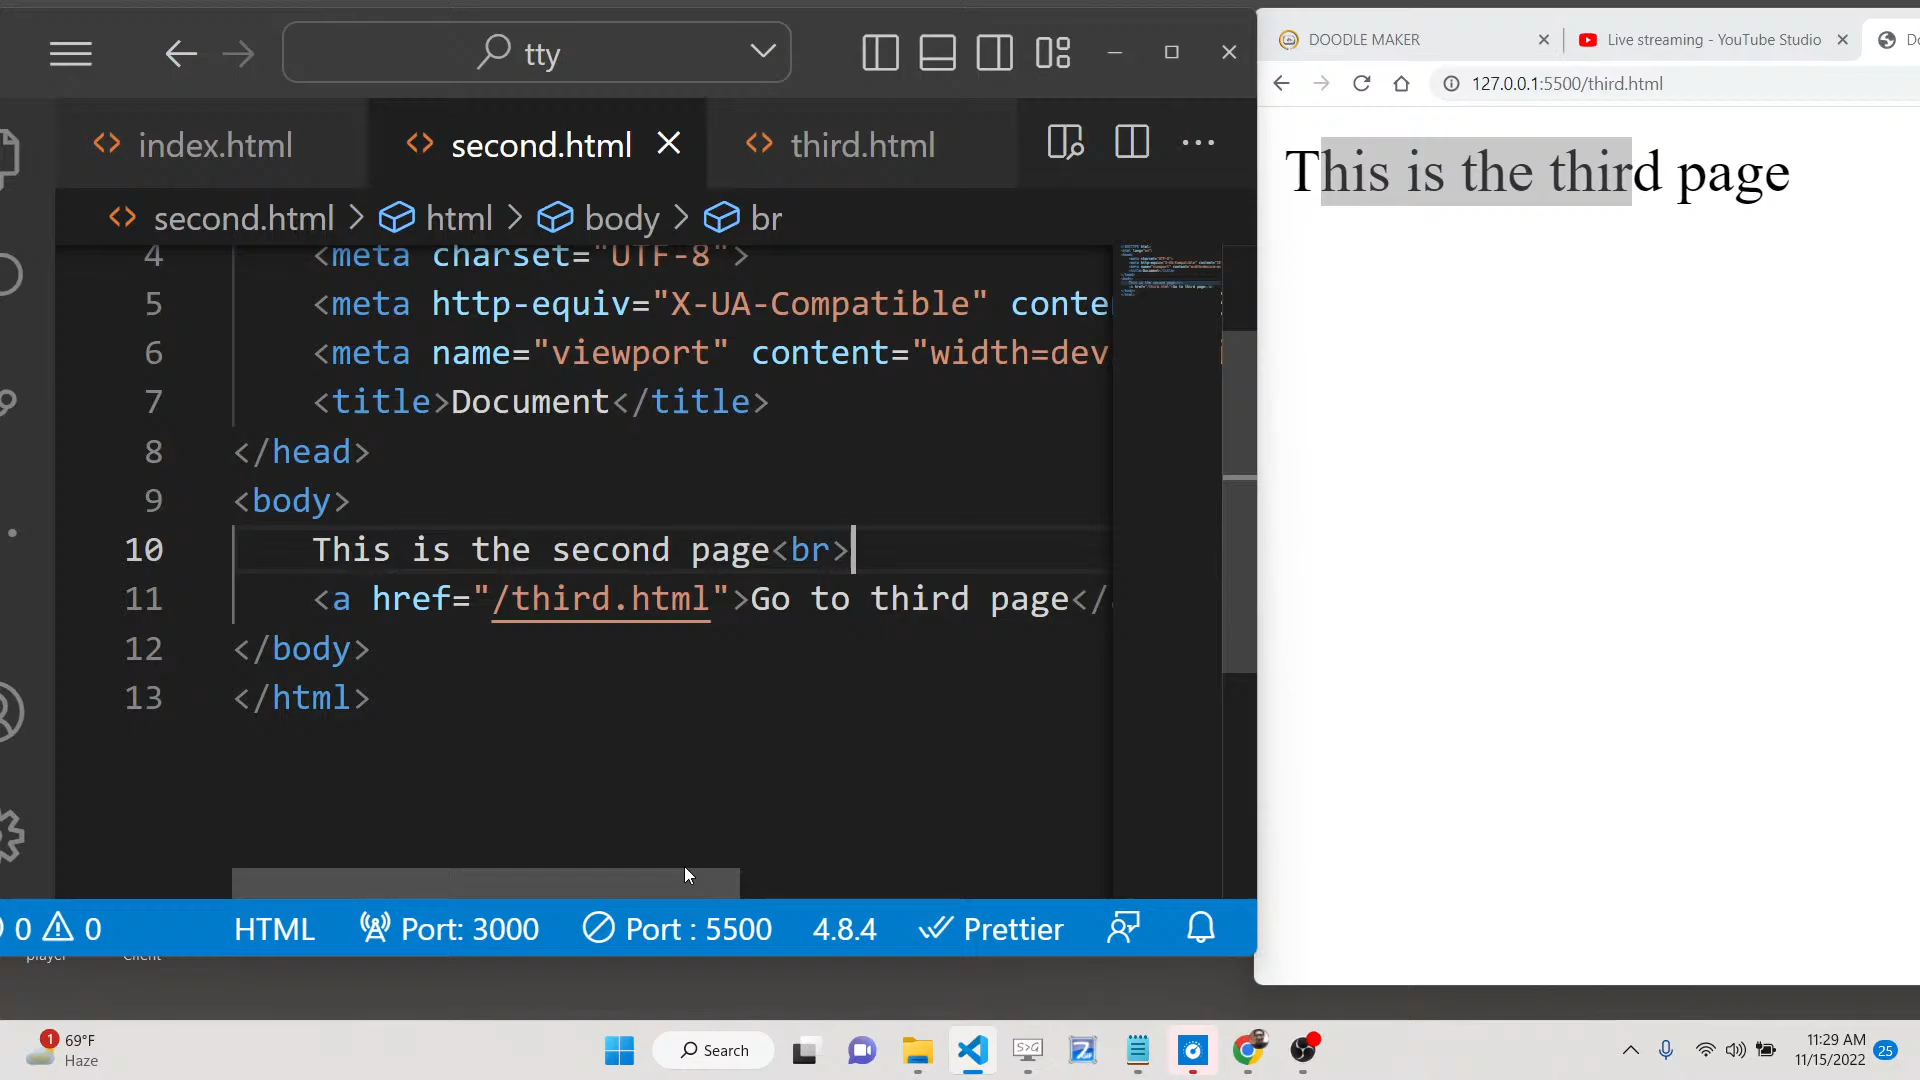 tty
index.html
second.html
third.html
second.html > html > body > br
4 <meta charset="UTF-8">
5 <meta http-equiv="X-UA-Compatible" conte
6 <meta name="viewport" content="width=dev
7 <title>Document</title>
8 </head>
9 <body>
10 This is the second page<br>
11 <a href="/third.html">Go to third page</
12 </body>
13 </html>
0 0 HTML Port: 3000 Port : 5500 4.8.4 Prettier
DOODLE MAKER
Live streaming - YouTube Studio
127.0.0.1:5500/third.html
This is the third page
1
69°F
Haze
Search
11:29 AM
11/15/2022
25